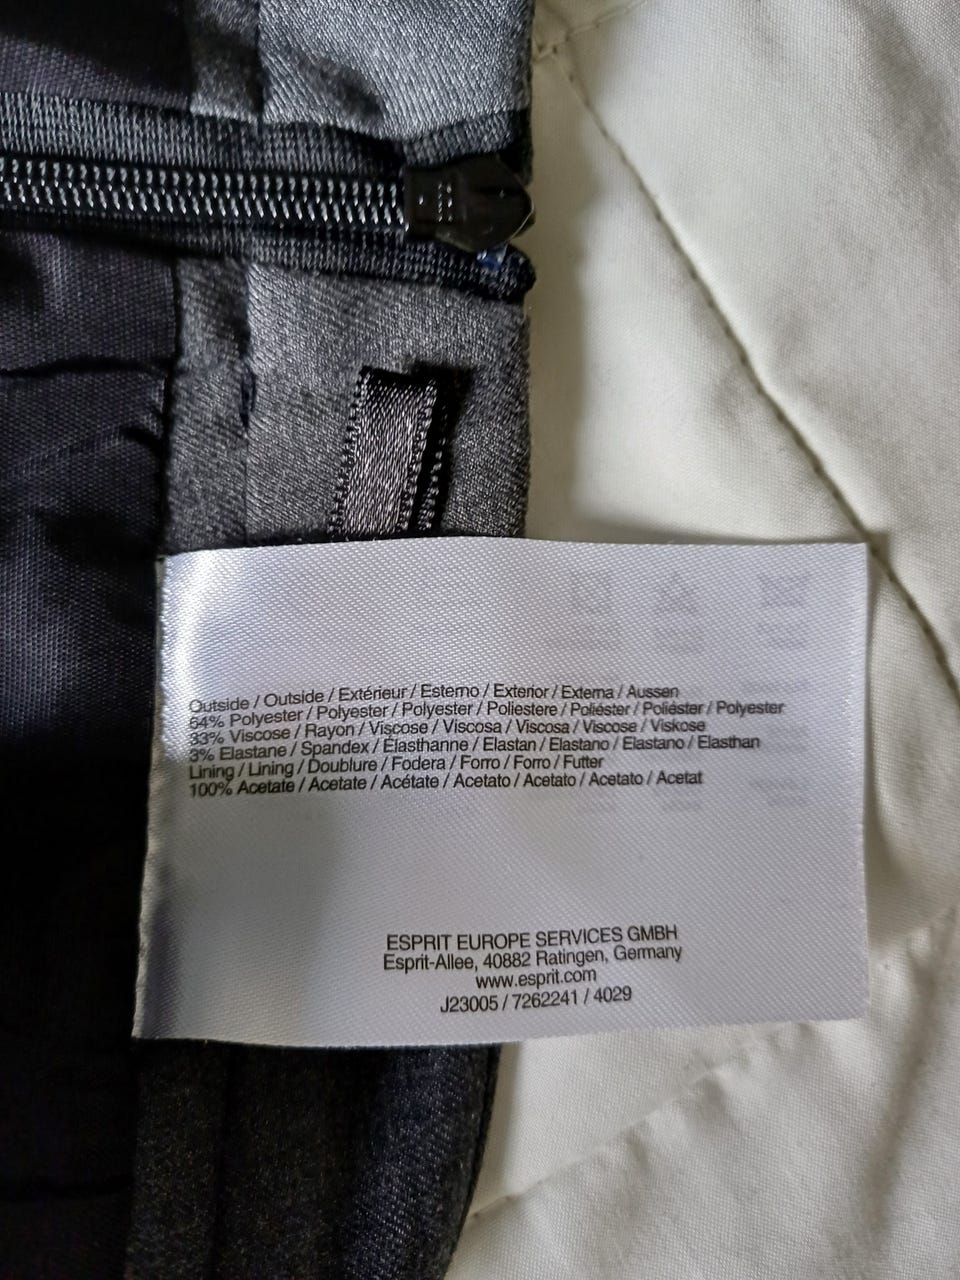 Outside / Outside / Extérieur / Esterno / Exterior / Externa / Aussen
64% Polyester / Polyester / Polyester / Poliestere / Poliéster / Poliéster / Polyester
33% Viscose / Rayon / Viscose / Viscosa / Viscosa / Viscose / Viskose
3% Elastane / Spandex / Élasthanne / Elastan / Elastano / Elastano / Elasthan
Lining / Lining / Doublure / Fodera / Forro / Forro / Futter
100% Acetate / Acetate / Acétate / Acetato / Acetato / Acetato / Acetat
ESPRIT EUROPE SERVICES GMBH
Esprit-Allee, 40882 Ratingen, Germany
www.esprit.com
J23005 / 7262241 / 4029